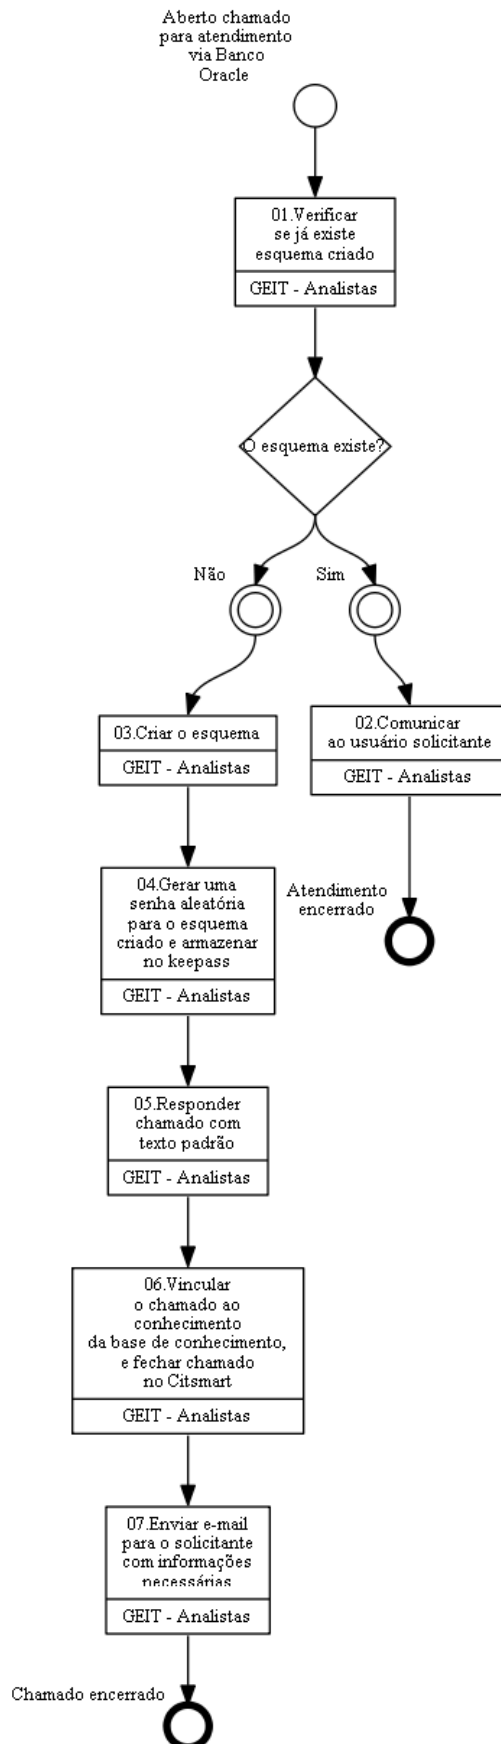 Aberto chamado
para atendimento
via Banco
Oracle
01.Verificar
se já existe
esquema criado
GEIT - Analistas
O esquema existe?
Não
Sim
03.Criar o esquema
GEIT - Analistas
02.Comunicar
ao usuário solicitante
GEIT - Analistas
04.Gerar uma
senha aleatória
para o esquema
criado e armazenar
no keepass
GEIT - Analistas
Atendimento
encerrado
05.Responder
chamado com
texto padrão
GEIT - Analistas
06.Vincular
o chamado ao
conhecimento
da base de conhecimento,
e fechar chamado
no Citsmart
GEIT - Analistas
07.Enviar e-mail
para o solicitante
com informações
necessárias
GEIT - Analistas
Chamado encerrado